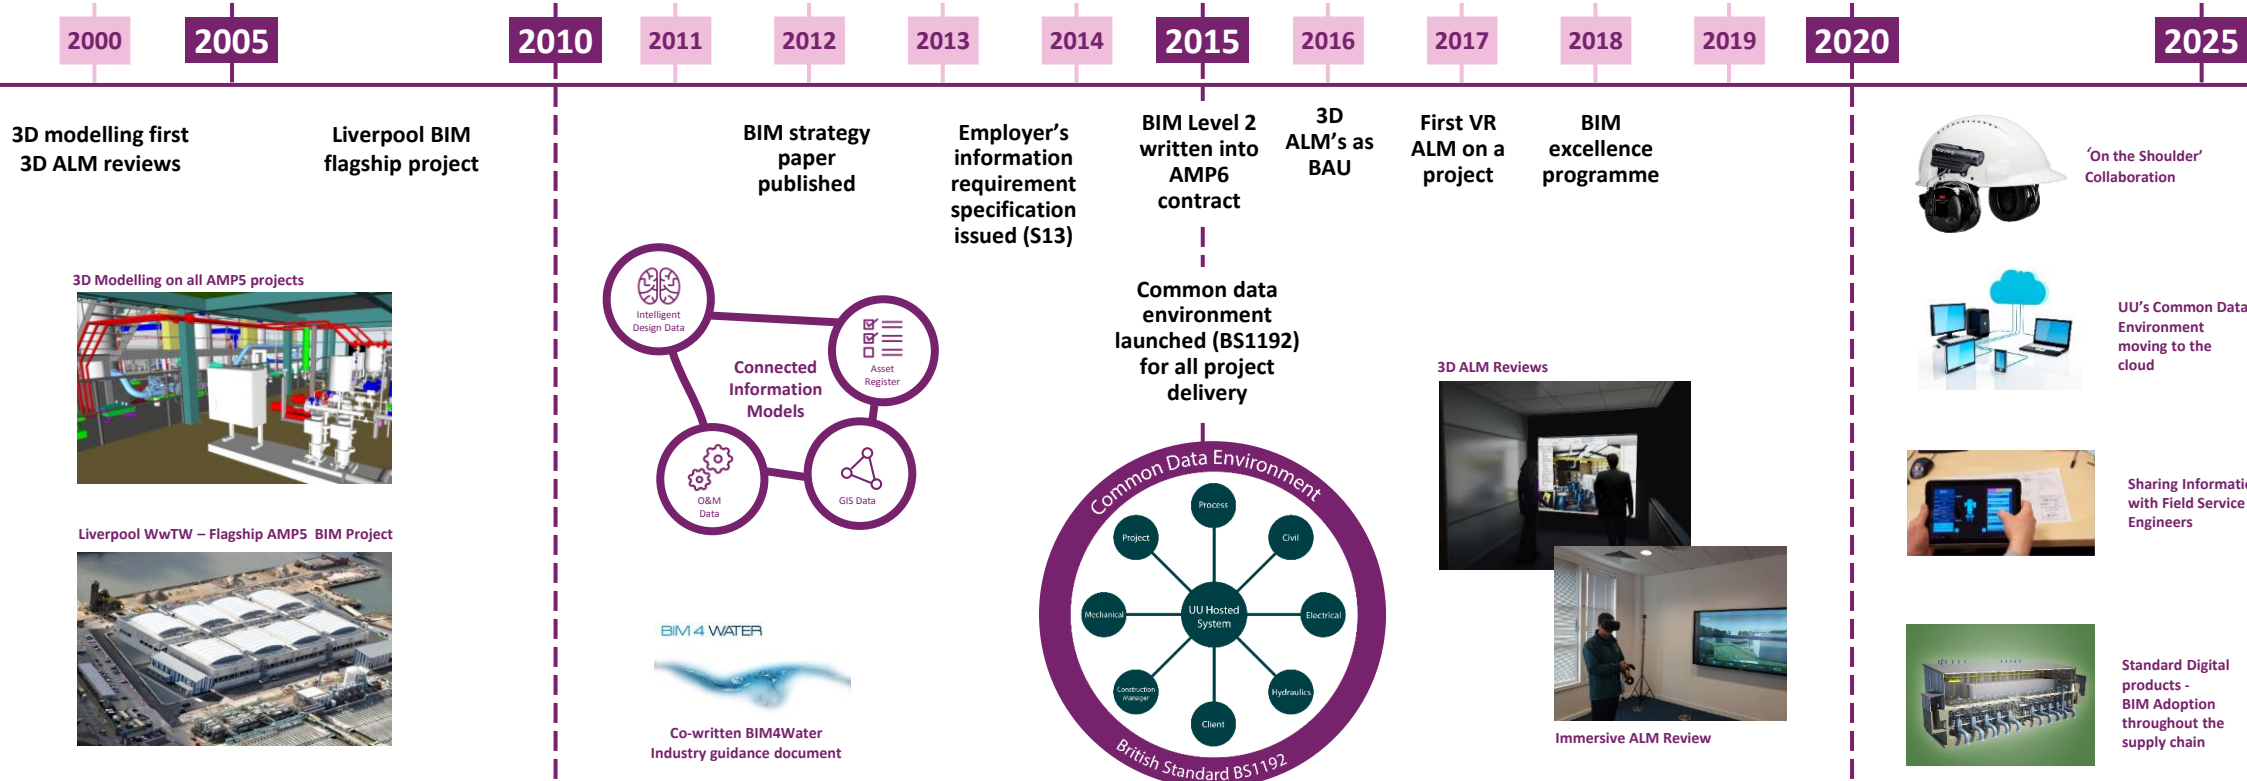 2000
2005
2010
2011
2012
2013
2014
2015
2016
2017
2018
2019
2020
2025
3D modelling first
3D ALM reviews
Liverpool BIM
flagship project
BIM strategy
paper
published
Employer's
information
requirement
specification
issued (S13)
BIM Level 2
written into
AMP6
contract
3D
ALM's as
BAU
First VR
ALM on a
project
BIM
excellence
programme
'On the Shoulder'
Collaboration
3D Modelling on all AMP5 projects
Intelligent
Design Data
Asset
Register
Connected
Information
Models
O&M
Data
GIS Data
Common data
environment
launched (BS1192)
for all project
delivery
UU's Common Data
Environment
moving to the
cloud
3D ALM Reviews
Liverpool WwTW – Flagship AMP5 BIM Project
Common Data Environment
Process
Project
Civil
Mechanical
UU Hosted
System
Electrical
Construction
Manager
Hydraulics
Client
British Standard BS1192
Sharing Informatio
with Field Service
Engineers
BIM 4 WATER
Co-written BIM4Water
Industry guidance document
Immersive ALM Review
Standard Digital
products -
BIM Adoption
throughout the
supply chain